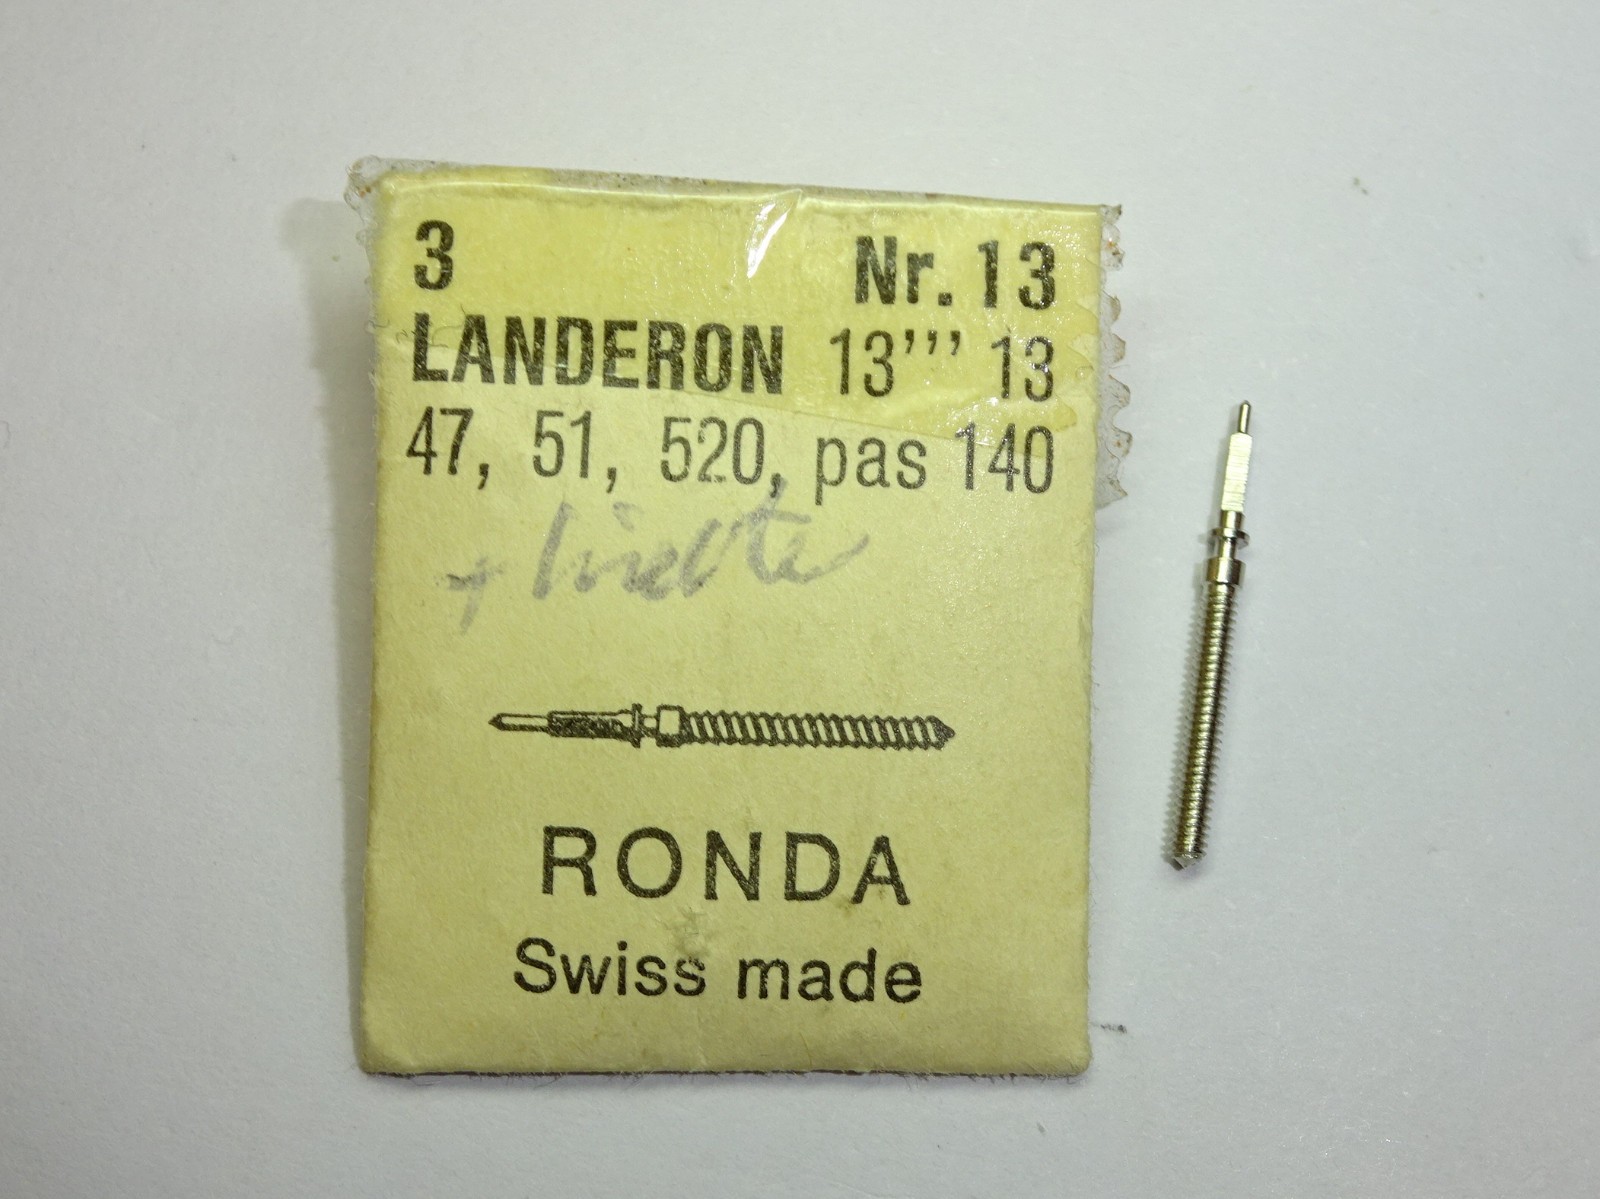 3 Nr. 13
LANDERON 13’’’ 13
47, 51, 520, pas 140
RONDA
Swiss made